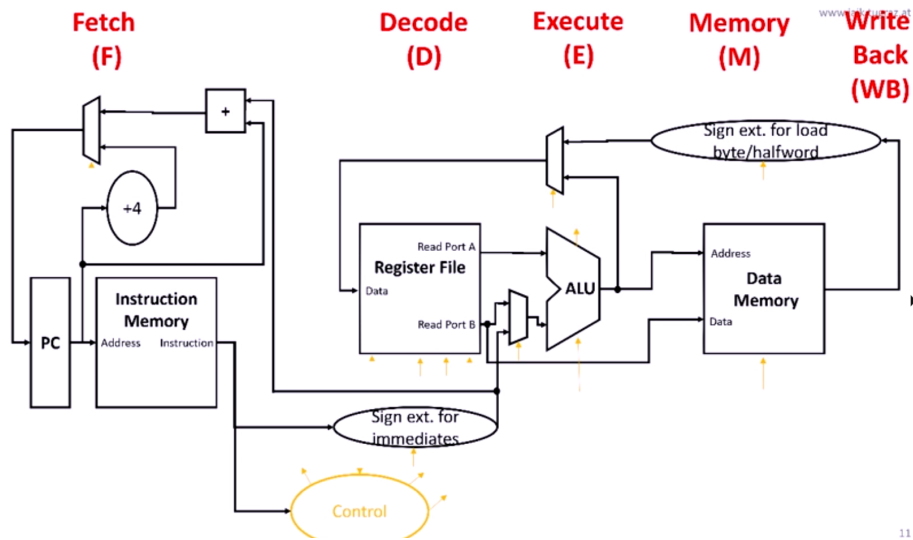 Fetch
(F)
Decode
(D)
Execute
(E)
Memory
(M)
Write
Back
(WB)
+
Sign ext. for load
byte/halfword
+4
Read Port A
Register File
Data
Read Port B
ALU
Address
Data
Memory
Data
PC
Instruction
Memory
Address
Instruction
Sign ext. for
immediates
Control
11